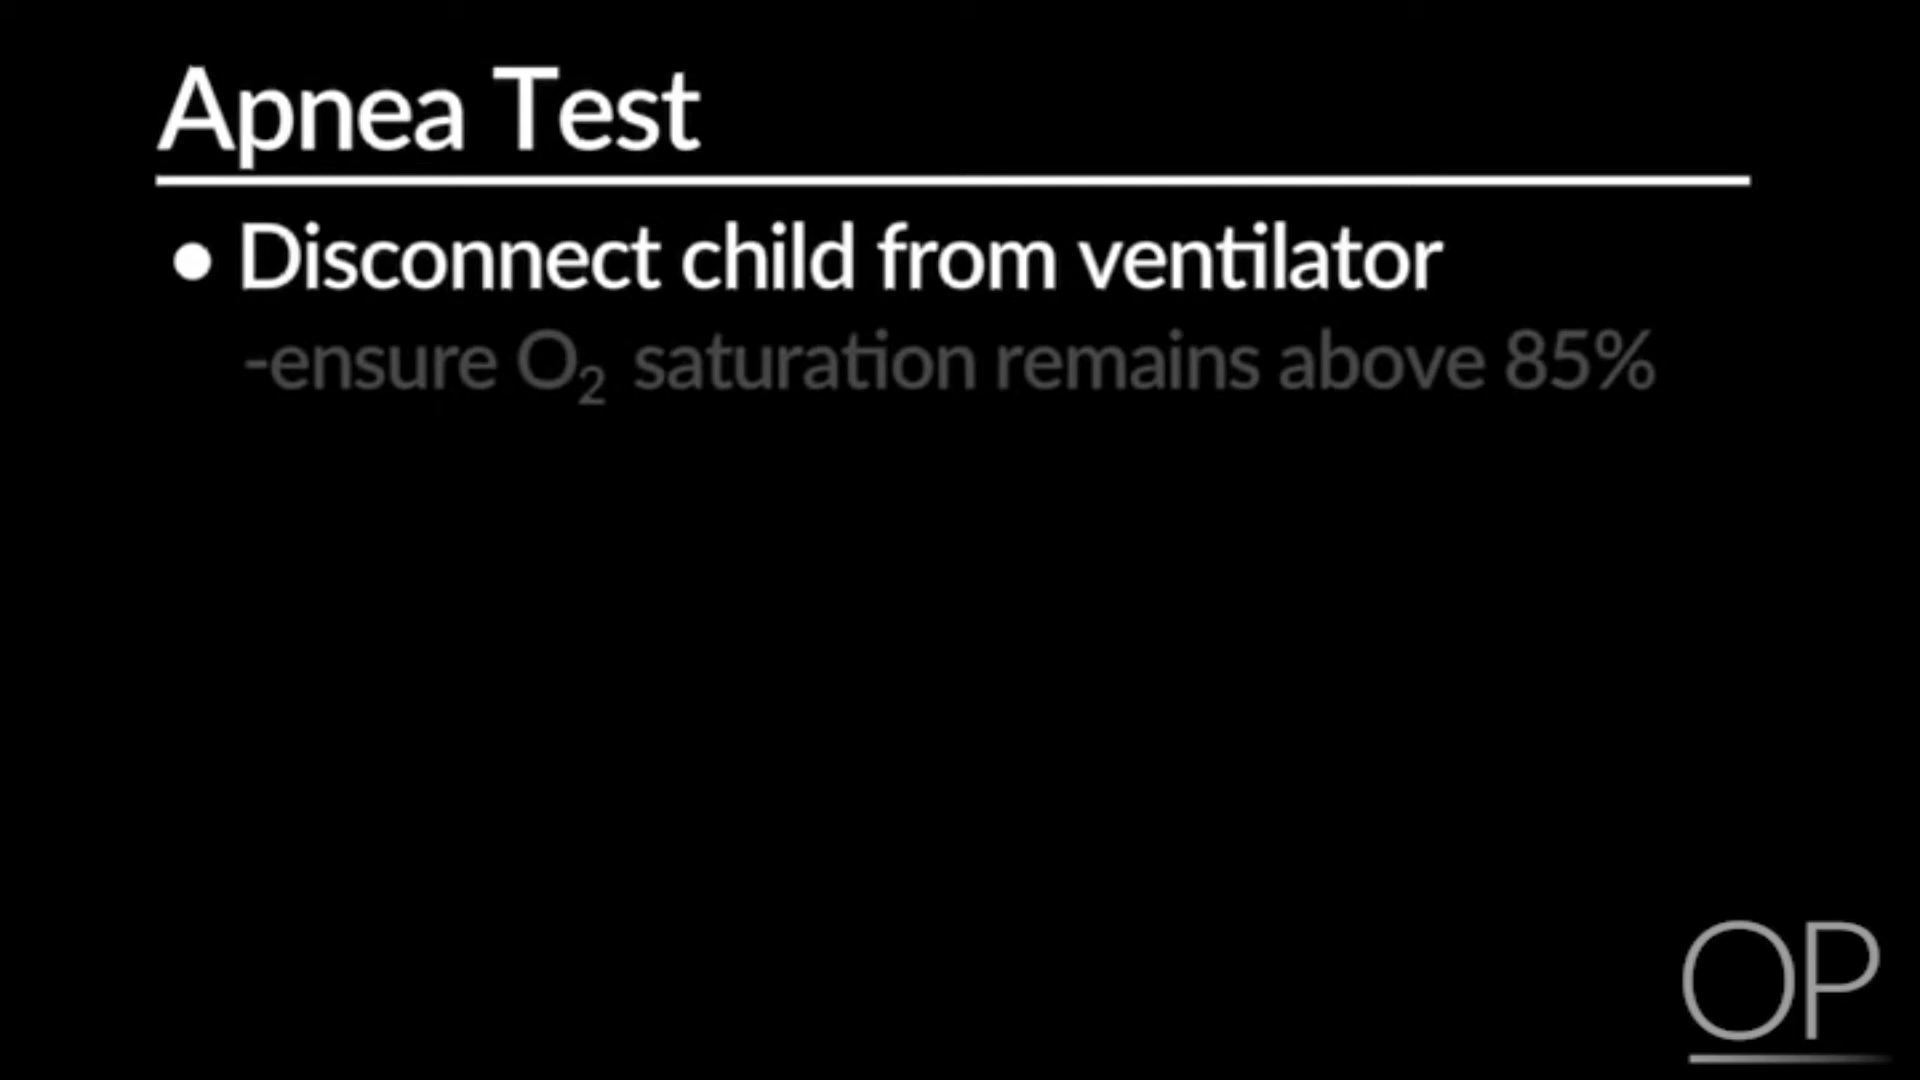 Apnea Test
● Disconnect child from ventilator
-ensure O₂ saturation remains above 85%
OP